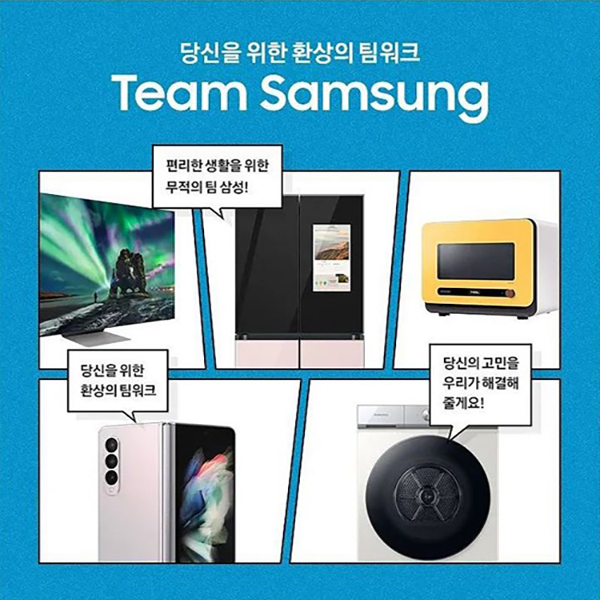 당신을 위한 환상의 팀워크
Team Samsung
편리한 생활을 위한
무적의 팀 삼성!
당신을 위한
환상의 팀워크
당신의 고민을
우리가 해결해
줄게요!